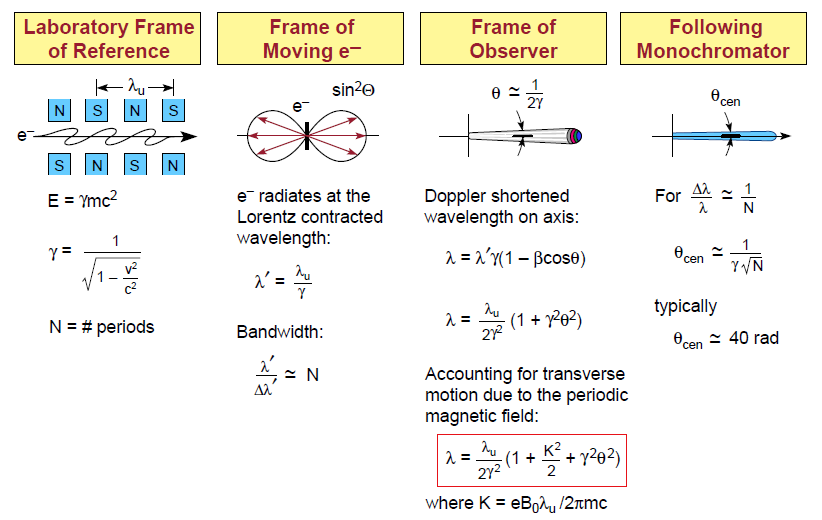 Laboratory Frame
of Reference
λu
N S N S
e–
S N S N
E = γmc²
γ = 1 / √(1 – v²/c²)
N = # periods
Frame of
Moving e–
sin²Θ
e–
e– radiates at the
Lorentz contracted
wavelength:
λ′ = λu / γ
Bandwidth:
λ′ / Δλ′ ≃ N
Frame of
Observer
θ ≃ 1 / 2γ
Doppler shortened
wavelength on axis:
λ = λ′γ(1 – βcosθ)
λ = λu / 2γ² (1 + γ²θ²)
Accounting for transverse
motion due to the periodic
magnetic field:
λ = λu / 2γ² (1 + K²/2 + γ²θ²)
where K = eB0λu /2πmc
Following
Monochromator
θcen
For Δλ/λ ≃ 1/N
θcen ≃ 1 / γ√N
typically
θcen ≃ 40 rad